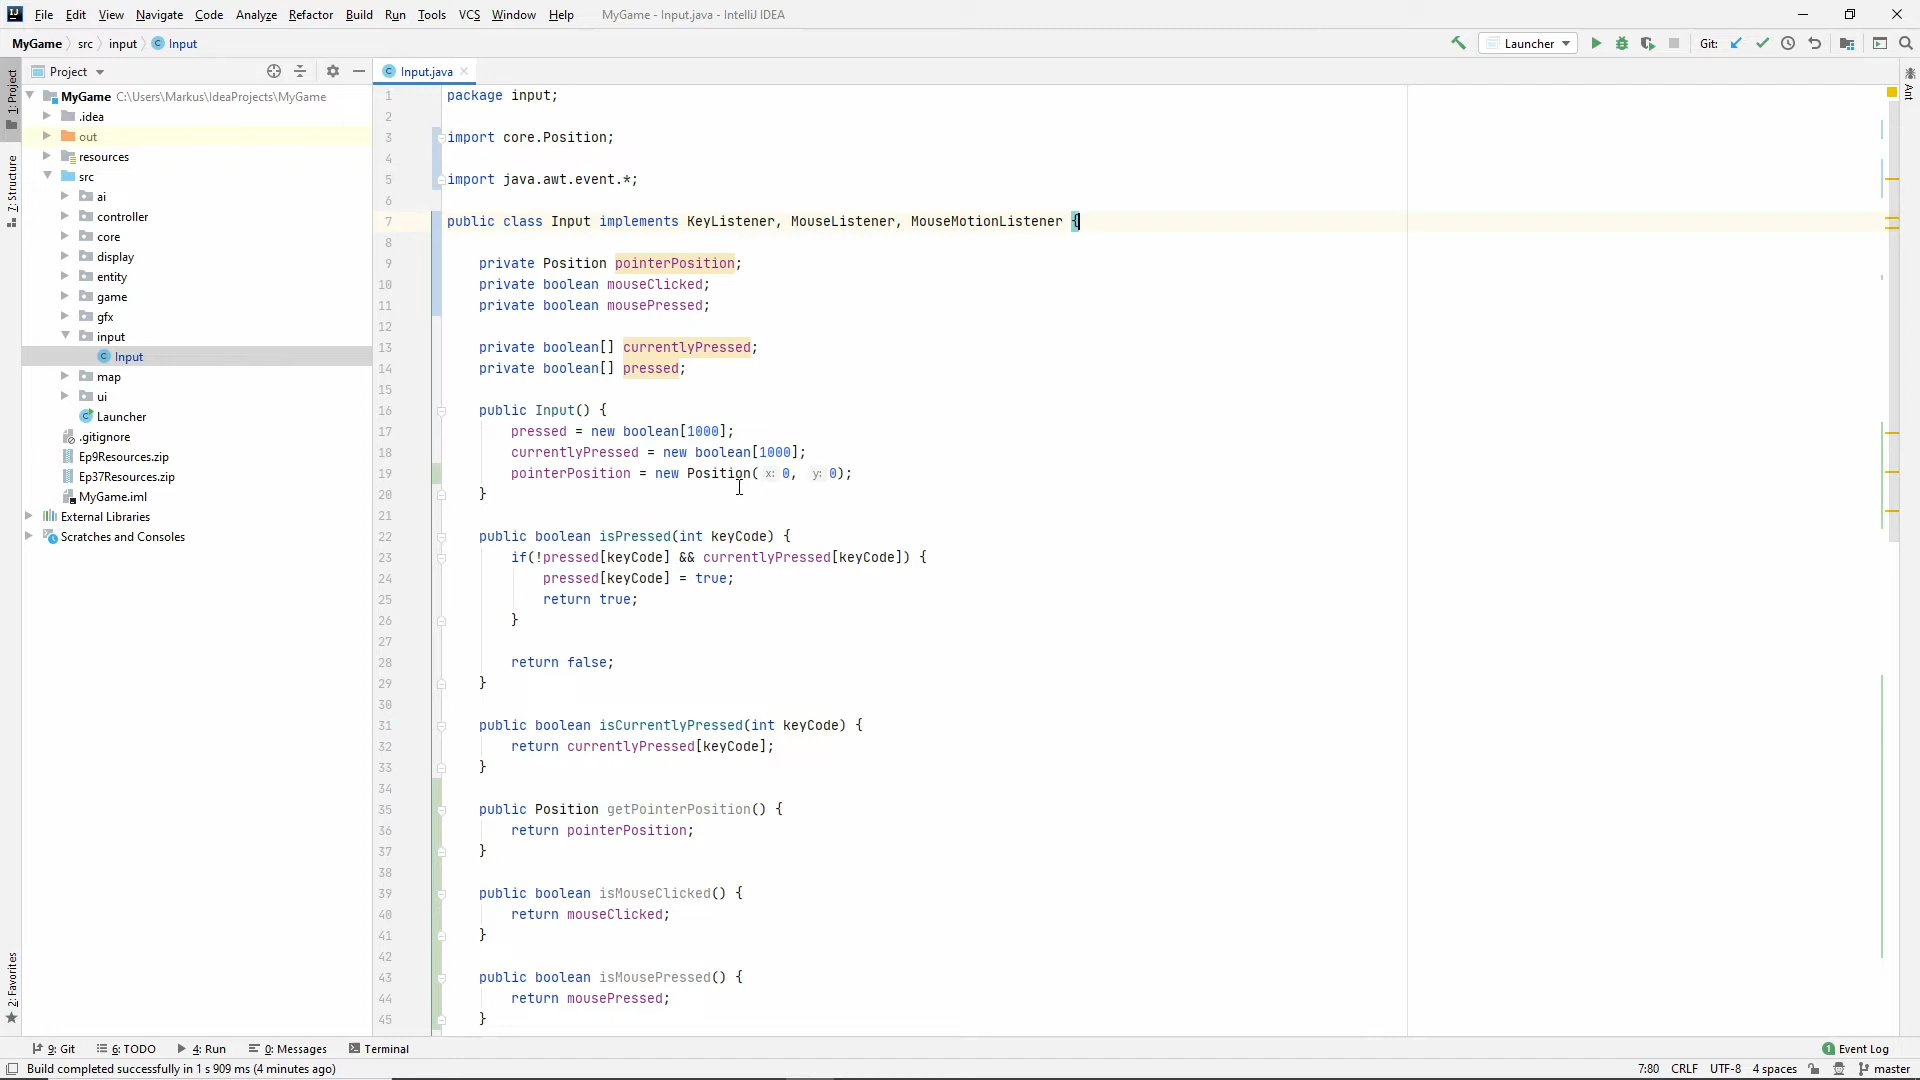 File Edit View Navigate Code Analyze Refactor Build Run Tools VCS Window Help MyGame - Input.java - IntelliJ IDEA
MyGame src input Input Launcher Git:
Project Input.java
1: Project
7: Structure
2: Favorites
Ant
MyGame C:\Users\Markus\IdeaProjects\MyGame
.idea
out
resources
src
ai
controller
core
display
entity
game
gfx
input
Input
map
ui
Launcher
.gitignore
Ep9Resources.zip
Ep37Resources.zip
MyGame.iml
External Libraries
Scratches and Consoles
1 package input;
2
3 import core.Position;
4
5 import java.awt.event.*;
6
7 public class Input implements KeyListener, MouseListener, MouseMotionListener {
8
9 private Position pointerPosition;
10 private boolean mouseClicked;
11 private boolean mousePressed;
12
13 private boolean[] currentlyPressed;
14 private boolean[] pressed;
15
16 public Input() {
17 pressed = new boolean[1000];
18 currentlyPressed = new boolean[1000];
19 pointerPosition = new Position( x: 0, y: 0);
20 }
21
22 public boolean isPressed(int keyCode) {
23 if(!pressed[keyCode] && currentlyPressed[keyCode]) {
24 pressed[keyCode] = true;
25 return true;
26 }
27
28 return false;
29 }
30
31 public boolean isCurrentlyPressed(int keyCode) {
32 return currentlyPressed[keyCode];
33 }
34
35 public Position getPointerPosition() {
36 return pointerPosition;
37 }
38
39 public boolean isMouseClicked() {
40 return mouseClicked;
41 }
42
43 public boolean isMousePressed() {
44 return mousePressed;
45 }
9: Git 6: TODO 4: Run 0: Messages Terminal 1 Event Log
Build completed successfully in 1 s 909 ms (4 minutes ago) 7:80 CRLF UTF-8 4 spaces master